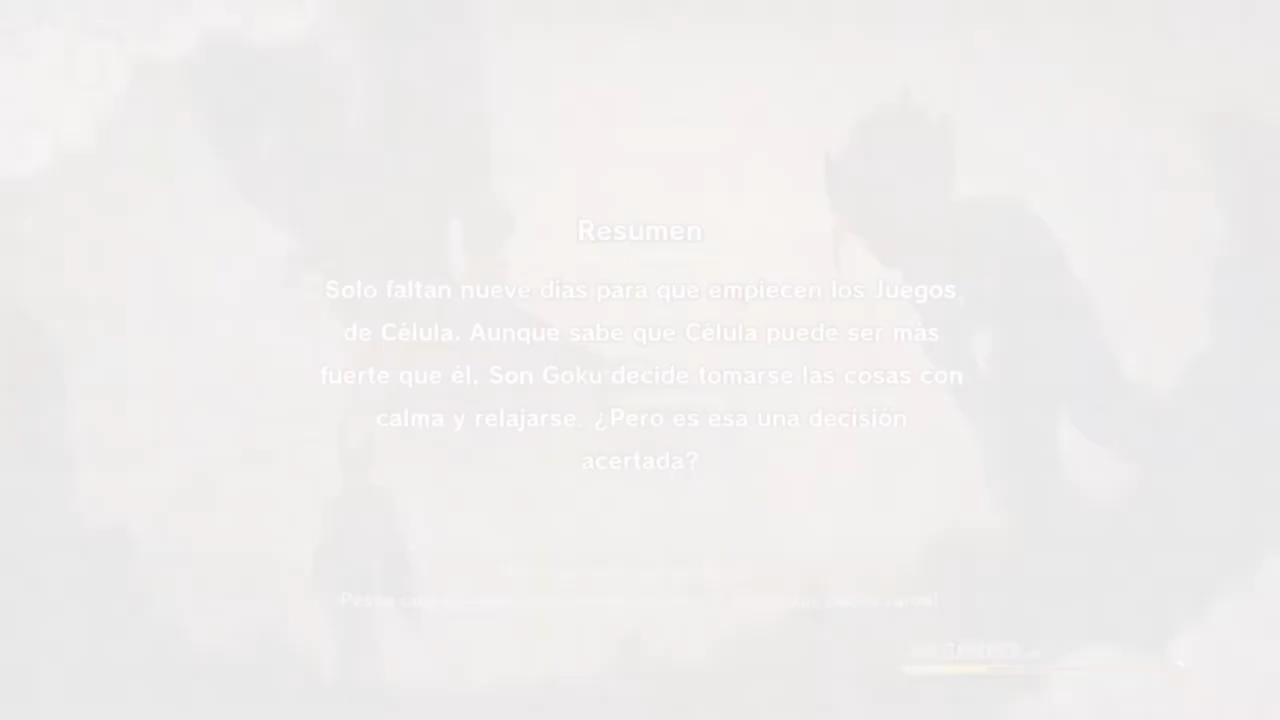 Resumen
Solo faltan nueve días para que empiecen los Juegos
de Célula. Aunque sabe que Célula puede ser más
fuerte que él, Son Goku decide tomarse las cosas con
calma y relajarse. ¿Pero es esa una decisión
acertada?